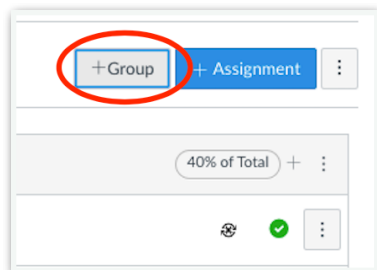 +Group + Assignment
40% of Total +